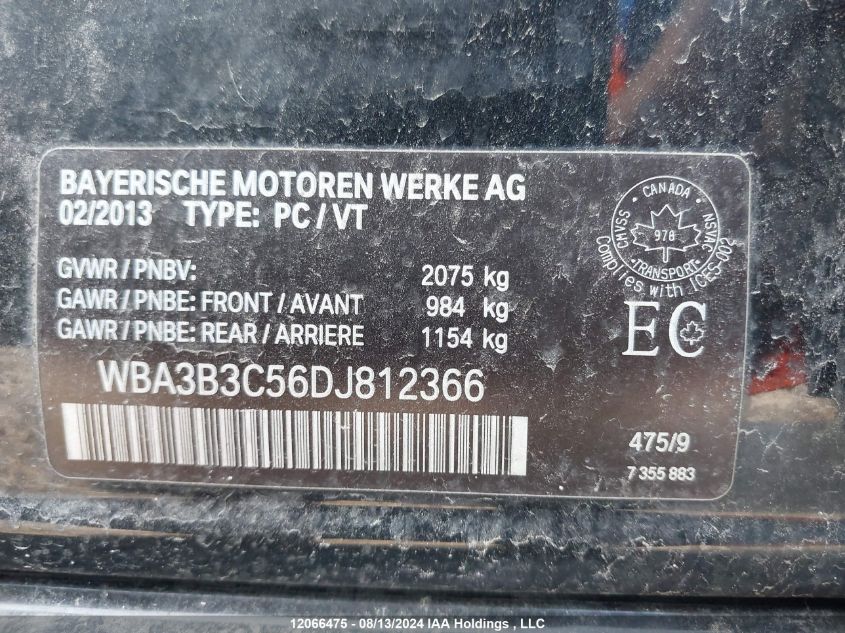 BAYERISCHE MOTOREN WERKE AG
02/2013 TYPE: PC / VT
GVWR / PNBV: 2075 kg
GAWR / PNBE: FRONT / AVANT 984 kg
GAWR / PNBE: REAR / ARRIERE 1154 kg
WBA3B3C56DJ812366
CANADA
CMVSS
NSVAC
978
TRANSPORT
Complies with ICES-002
EC
475/9
7 355 883
12066475 - 08/13/2024 IAA Holdings , LLC